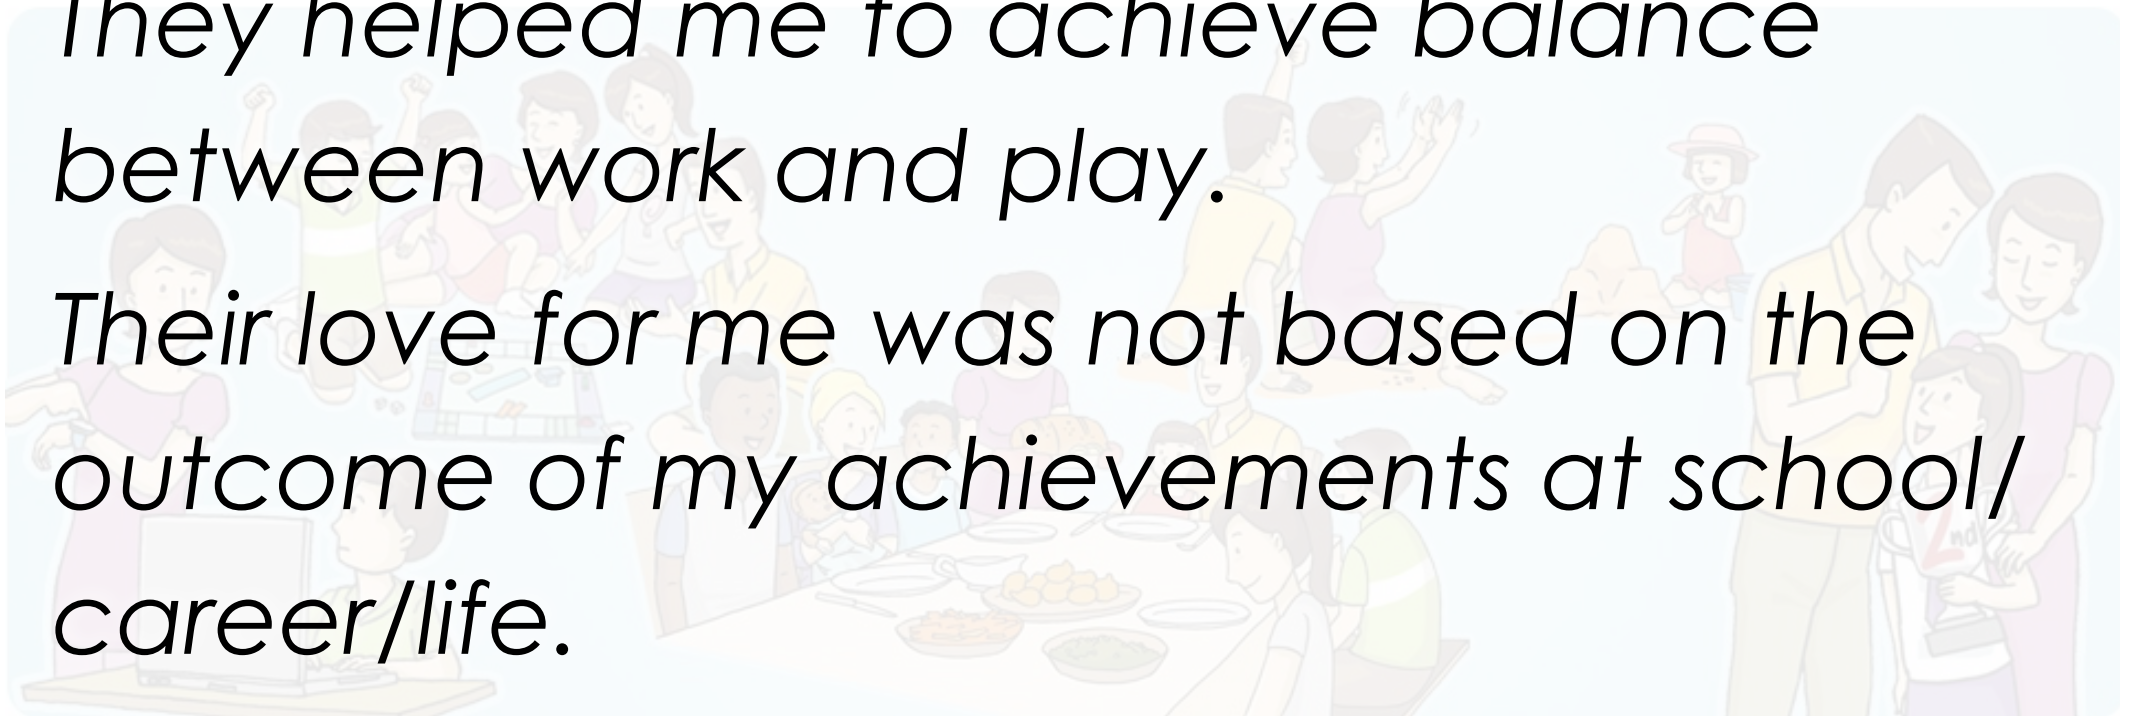 They helped me to achieve balance
between work and play.
Their love for me was not based on the
outcome of my achievements at school/
career/life.
2nd